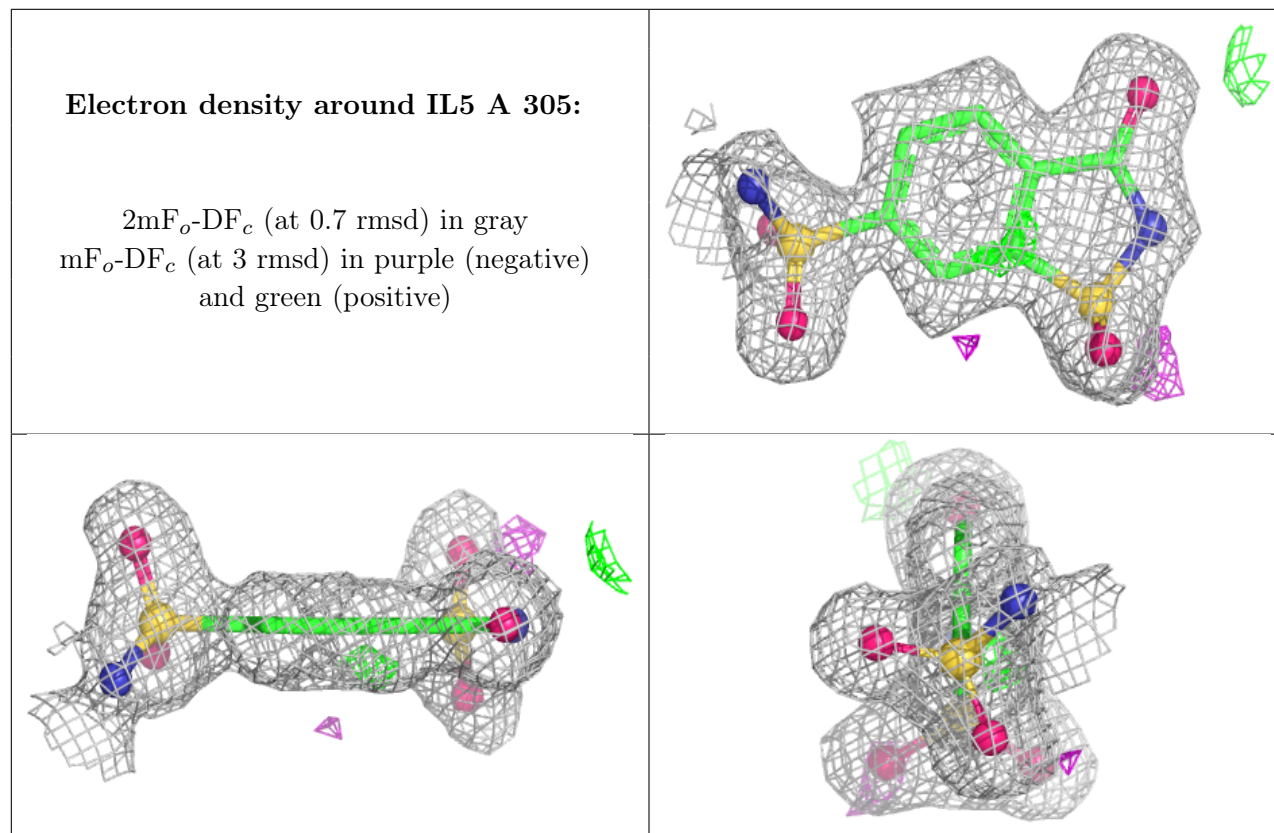 Electron density around IL5 A 305:
2mFo-DFc (at 0.7 rmsd) in gray
mFo-DFc (at 3 rmsd) in purple (negative)
and green (positive)